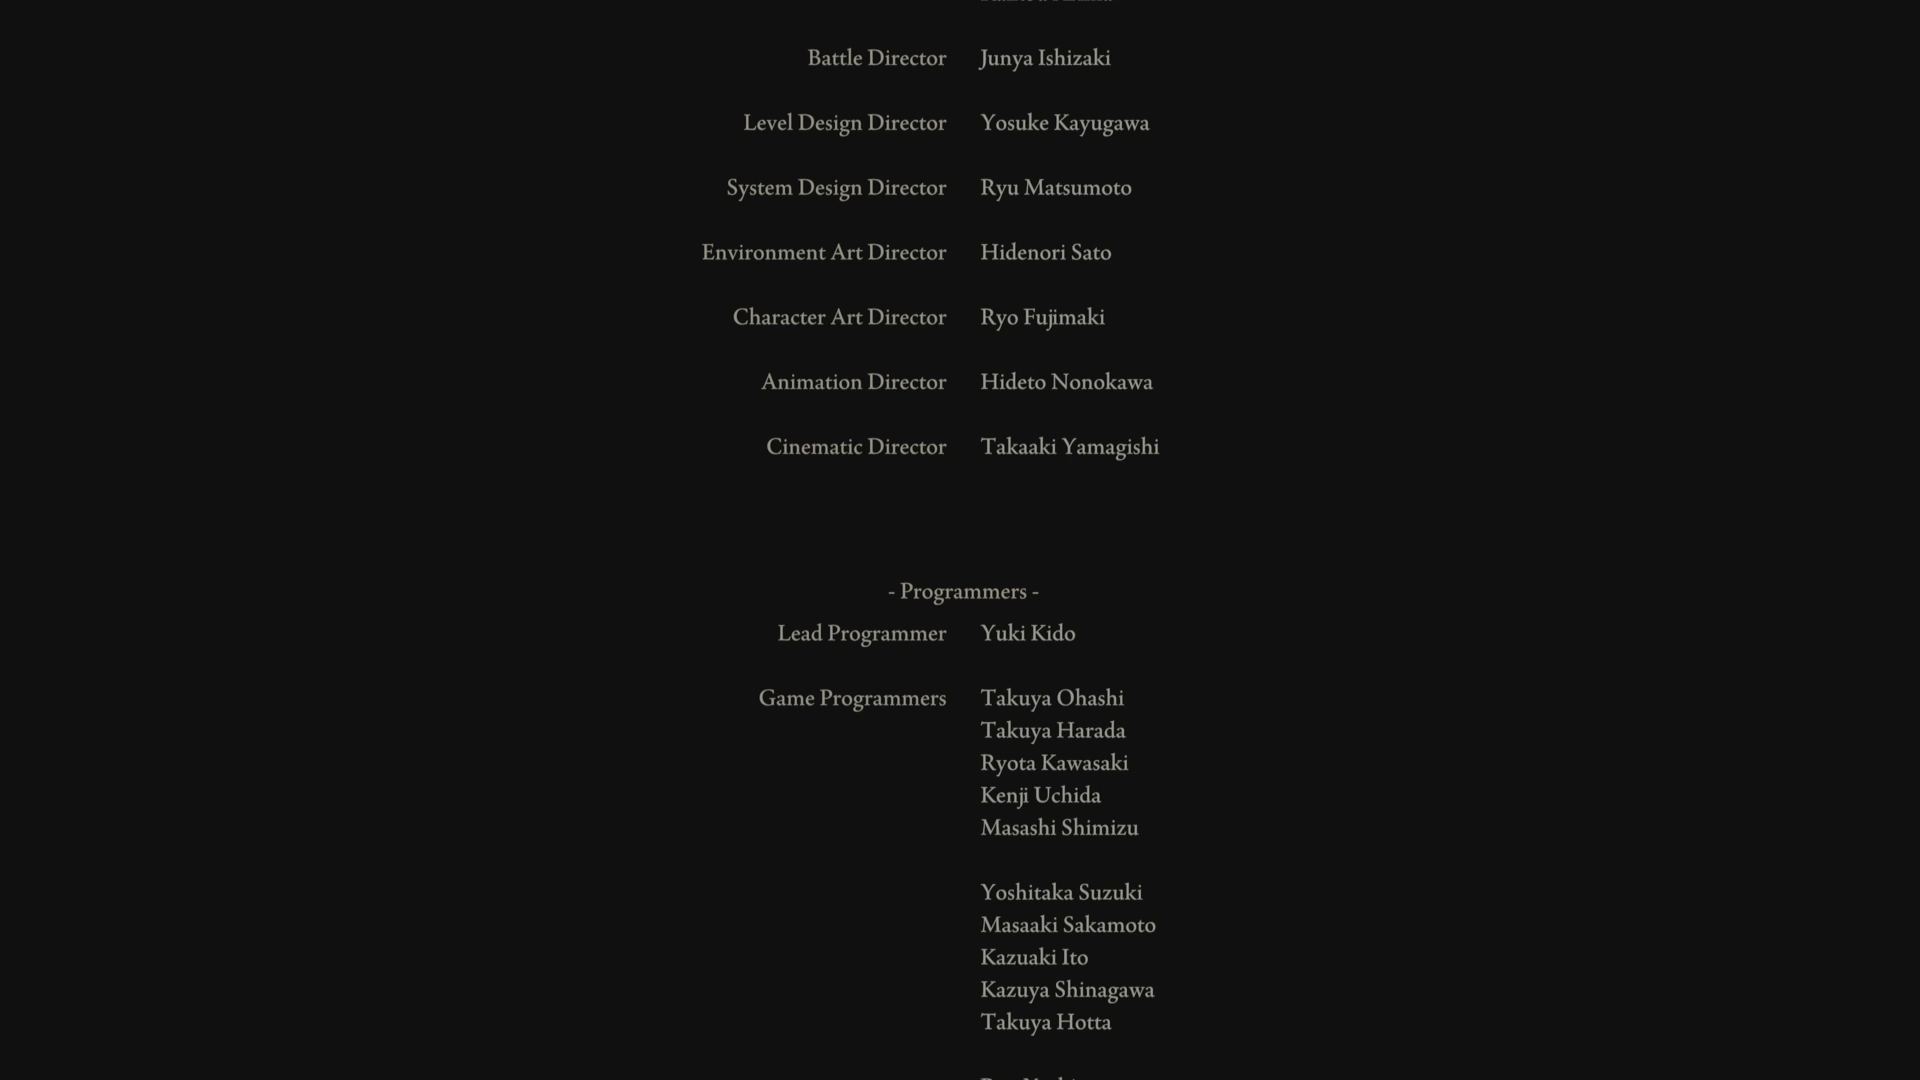 Battle Director Junya Ishizaki
Level Design Director Yosuke Kayugawa
System Design Director Ryu Matsumoto
Environment Art Director Hidenori Sato
Character Art Director Ryo Fujimaki
Animation Director Hideto Nonokawa
Cinematic Director Takaaki Yamagishi
- Programmers -
Lead Programmer Yuki Kido
Game Programmers Takuya Ohashi
Takuya Harada
Ryota Kawasaki
Kenji Uchida
Masashi Shimizu
Yoshitaka Suzuki
Masaaki Sakamoto
Kazuaki Ito
Kazuya Shinagawa
Takuya Hotta